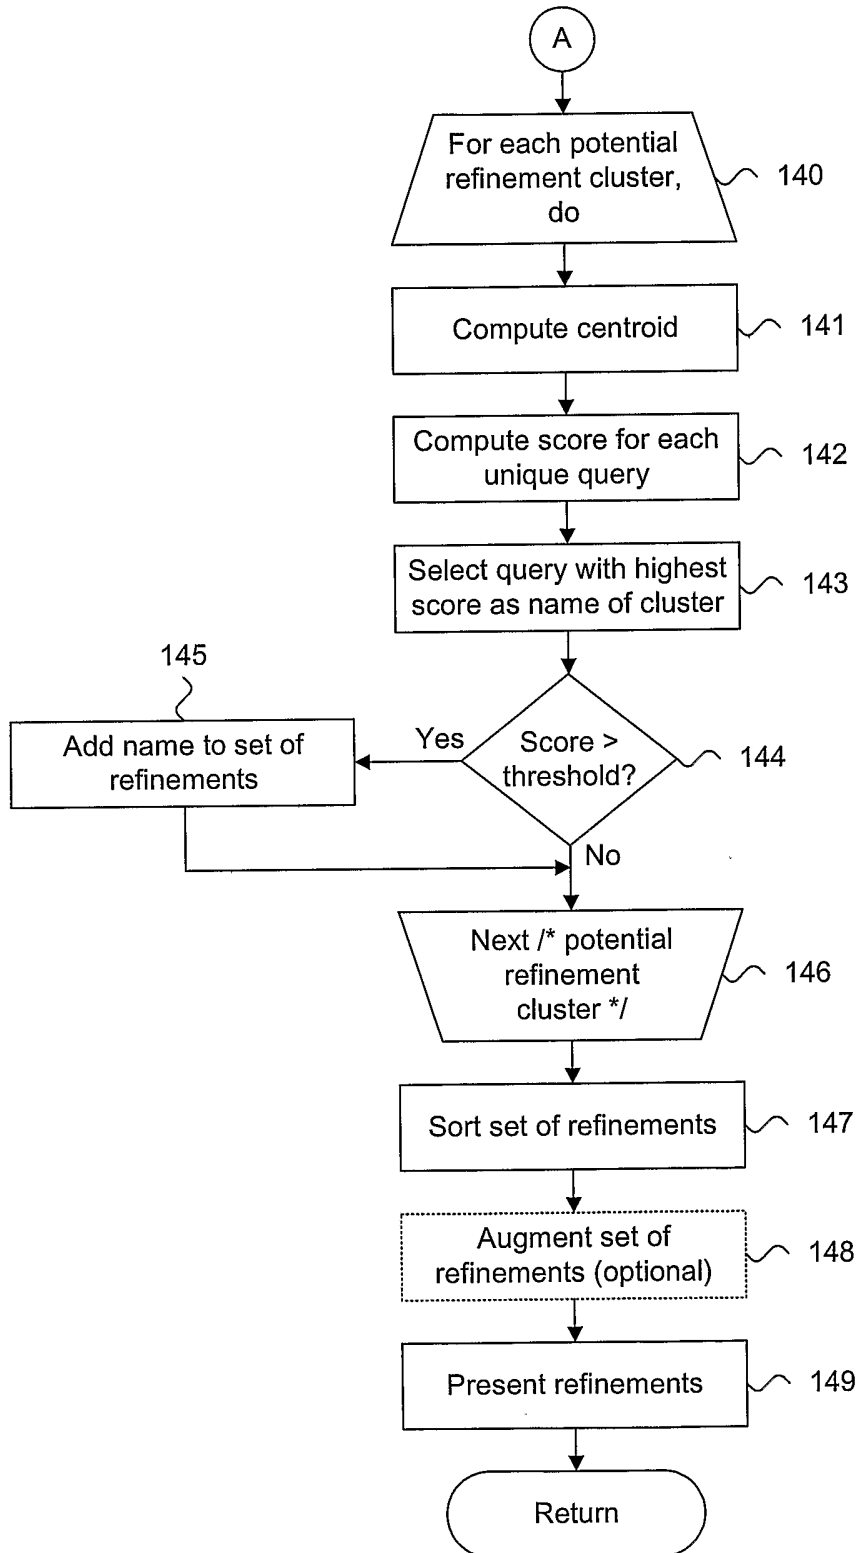 A
For each potential
refinement cluster,
do
140
Compute centroid
141
Compute score for each
unique query
142
Select query with highest
score as name of cluster
143
145
Add name to set of
refinements
Yes
Score >
threshold?
144
No
Next /* potential
refinement
cluster */
146
Sort set of refinements
147
Augment set of
refinements (optional)
148
Present refinements
149
Return